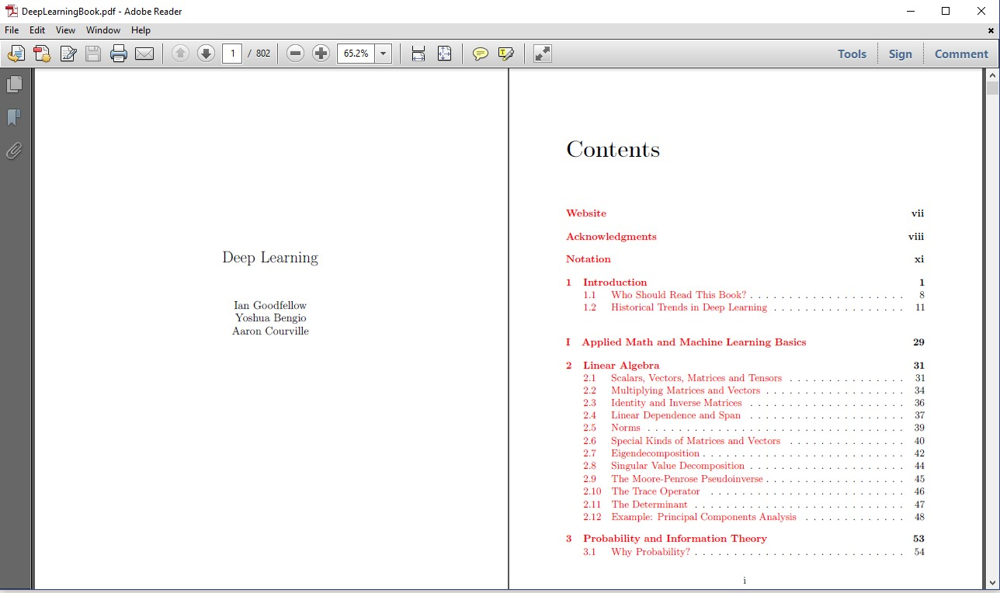 DeepLearningBook.pdf - Adobe Reader
File Edit View Window Help
1 / 802 65.2% Tools Sign Comment
Deep Learning
Ian Goodfellow
Yoshua Bengio
Aaron Courville
Contents
Website vii
Acknowledgments viii
Notation xi
1 Introduction 1
1.1 Who Should Read This Book? . . . . . . . . . . . . . . . . . . . . 8
1.2 Historical Trends in Deep Learning . . . . . . . . . . . . . . . . . 11
I Applied Math and Machine Learning Basics 29
2 Linear Algebra 31
2.1 Scalars, Vectors, Matrices and Tensors . . . . . . . . . . . . . . . 31
2.2 Multiplying Matrices and Vectors . . . . . . . . . . . . . . . . . . 34
2.3 Identity and Inverse Matrices . . . . . . . . . . . . . . . . . . . . 36
2.4 Linear Dependence and Span . . . . . . . . . . . . . . . . . . . . 37
2.5 Norms . . . . . . . . . . . . . . . . . . . . . . . . . . . . . . 39
2.6 Special Kinds of Matrices and Vectors . . . . . . . . . . . . . . . 40
2.7 Eigendecomposition . . . . . . . . . . . . . . . . . . . . . . . . . 42
2.8 Singular Value Decomposition . . . . . . . . . . . . . . . . . . . . 44
2.9 The Moore-Penrose Pseudoinverse . . . . . . . . . . . . . . . . . . 45
2.10 The Trace Operator . . . . . . . . . . . . . . . . . . . . . . . . 46
2.11 The Determinant . . . . . . . . . . . . . . . . . . . . . . . . . . 47
2.12 Example: Principal Components Analysis . . . . . . . . . . . . . 48
3 Probability and Information Theory 53
3.1 Why Probability? . . . . . . . . . . . . . . . . . . . . . . . . . . 54
i